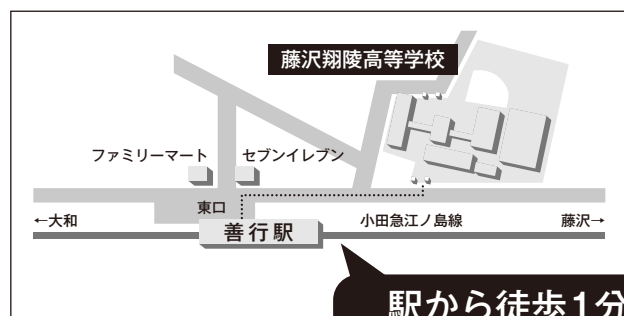 藤沢翔陵高等学校
ファミリーマート
セブンイレブン
東口
←大和
善行駅
小田急江ノ島線
藤沢→
駅から徒歩1分